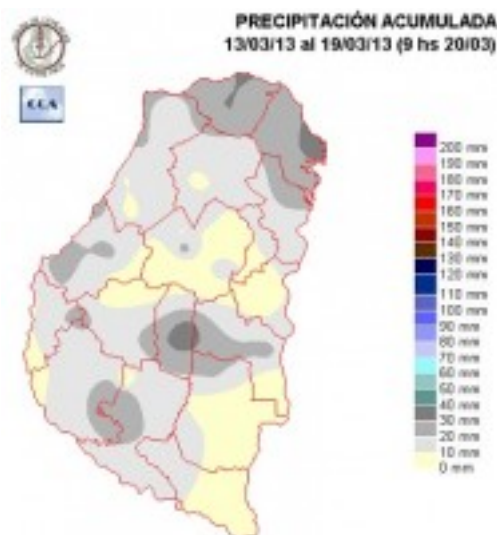 PRECIPITACIÓN ACUMULADA
13/03/13 al 19/03/13 (9 hs 20/03)
CCA
200 mm
190 mm
180 mm
170 mm
160 mm
150 mm
140 mm
130 mm
120 mm
110 mm
100 mm
90 mm
80 mm
70 mm
60 mm
50 mm
40 mm
30 mm
20 mm
10 mm
0 mm